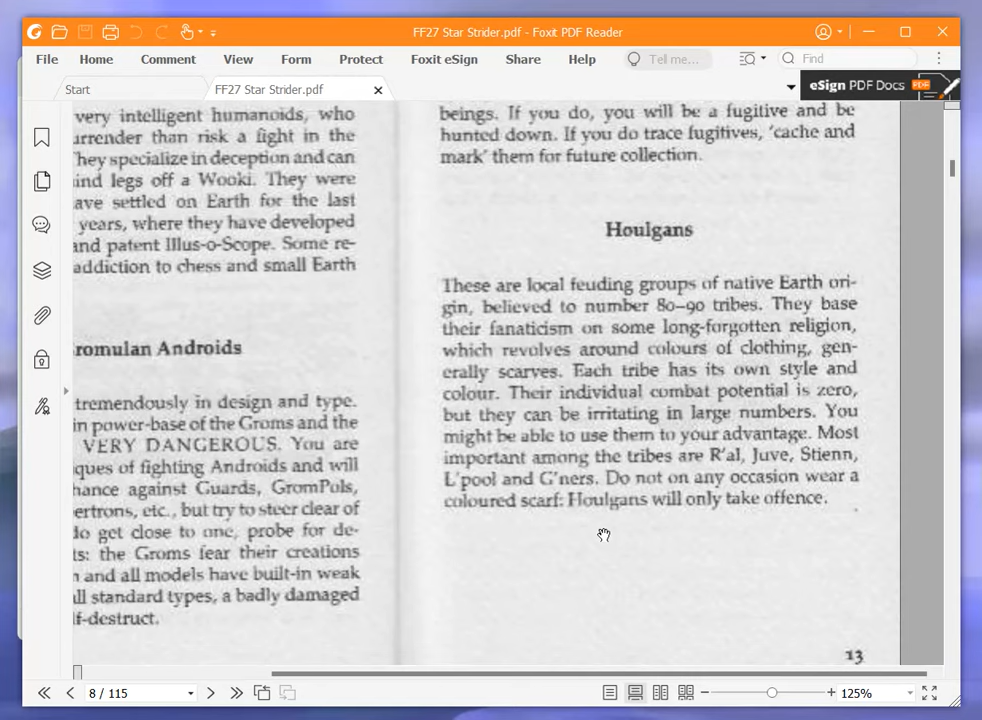 FF27 Star Strider.pdf - Foxit PDF Reader
File Home Comment View Form Protect Foxit eSign Share Help Tell me... Find
Start FF27 Star Strider.pdf eSign PDF Docs PDF
very intelligent humanoids, who
urrender than risk a fight in the
They specialize in deception and can
ind legs off a Wooki. They were
ave settled on Earth for the last
years, where they have developed
and patent Illus-o-Scope. Some re-
addiction to chess and small Earth
romulan Androids
tremendously in design and type.
in power-base of the Groms and the
VERY DANGEROUS. You are
ques of fighting Androids and will
hance against Guards, GromPols,
pertrons, etc., but try to steer clear of
do get close to one, probe for de-
ts: the Groms fear their creations
n and all models have built-in weak
ll standard types, a badly damaged
lf-destruct.
beings. If you do, you will be a fugitive and be
hunted down. If you do trace fugitives, 'cache and
mark' them for future collection.
Houlgans
These are local feuding groups of native Earth ori-
gin, believed to number 80–90 tribes. They base
their fanaticism on some long-forgotten religion,
which revolves around colours of clothing, gen-
erally scarves. Each tribe has its own style and
colour. Their individual combat potential is zero,
but they can be irritating in large numbers. You
might be able to use them to your advantage. Most
important among the tribes are R'al, Juve, Stienn,
L'pool and G'ners. Do not on any occasion wear a
coloured scarf: Houlgans will only take offence.
13
8 / 115 125%